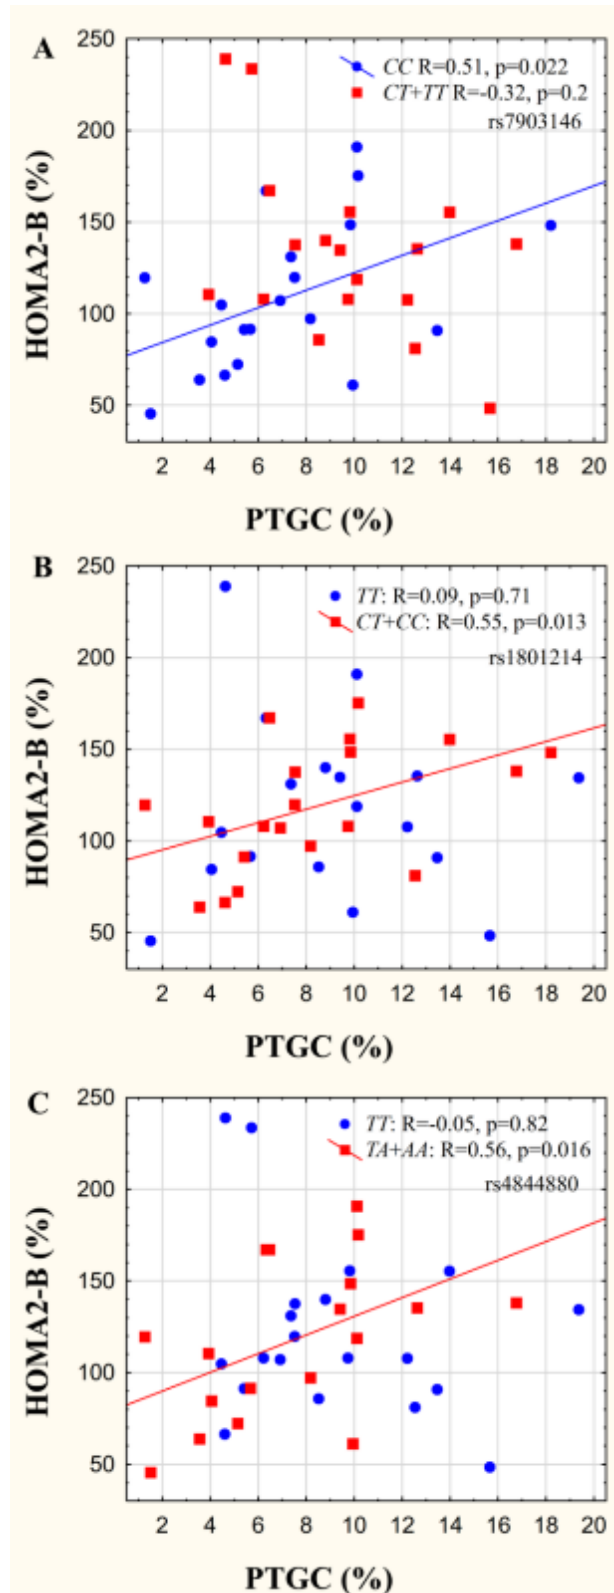 A
250
200
150
100
50
HOMA2-B (%)
CC R=0.51, p=0.022
CT+TT R=-0.32, p=0.2
rs7903146
2 4 6 8 10 12 14 16 18 20
PTGC (%)
B
250
200
150
100
50
HOMA2-B (%)
TT: R=0.09, p=0.71
CT+CC: R=0.55, p=0.013
rs1801214
2 4 6 8 10 12 14 16 18 20
PTGC (%)
C
250
200
150
100
50
HOMA2-B (%)
TT: R=-0.05, p=0.82
TA+AA: R=0.56, p=0.016
rs4844880
2 4 6 8 10 12 14 16 18 20
PTGC (%)